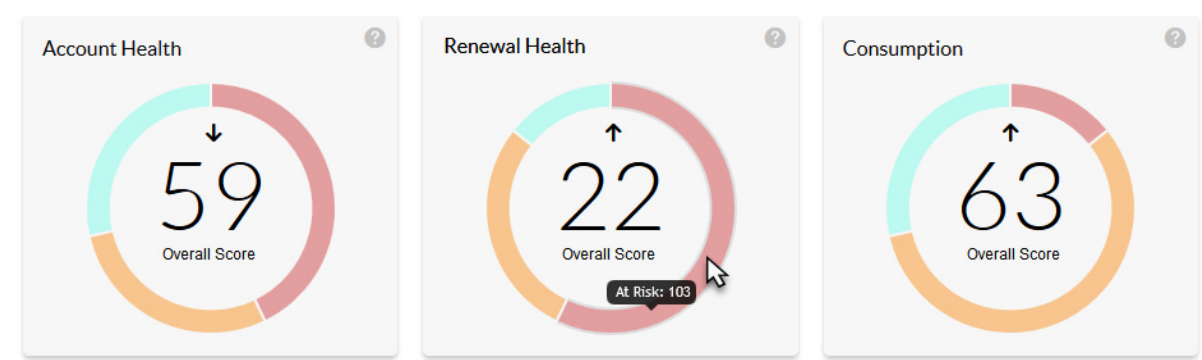 Account Health
?
↓
59
Overall Score
Renewal Health
?
↑
22
Overall Score
At Risk: 103
Consumption
?
↑
63
Overall Score